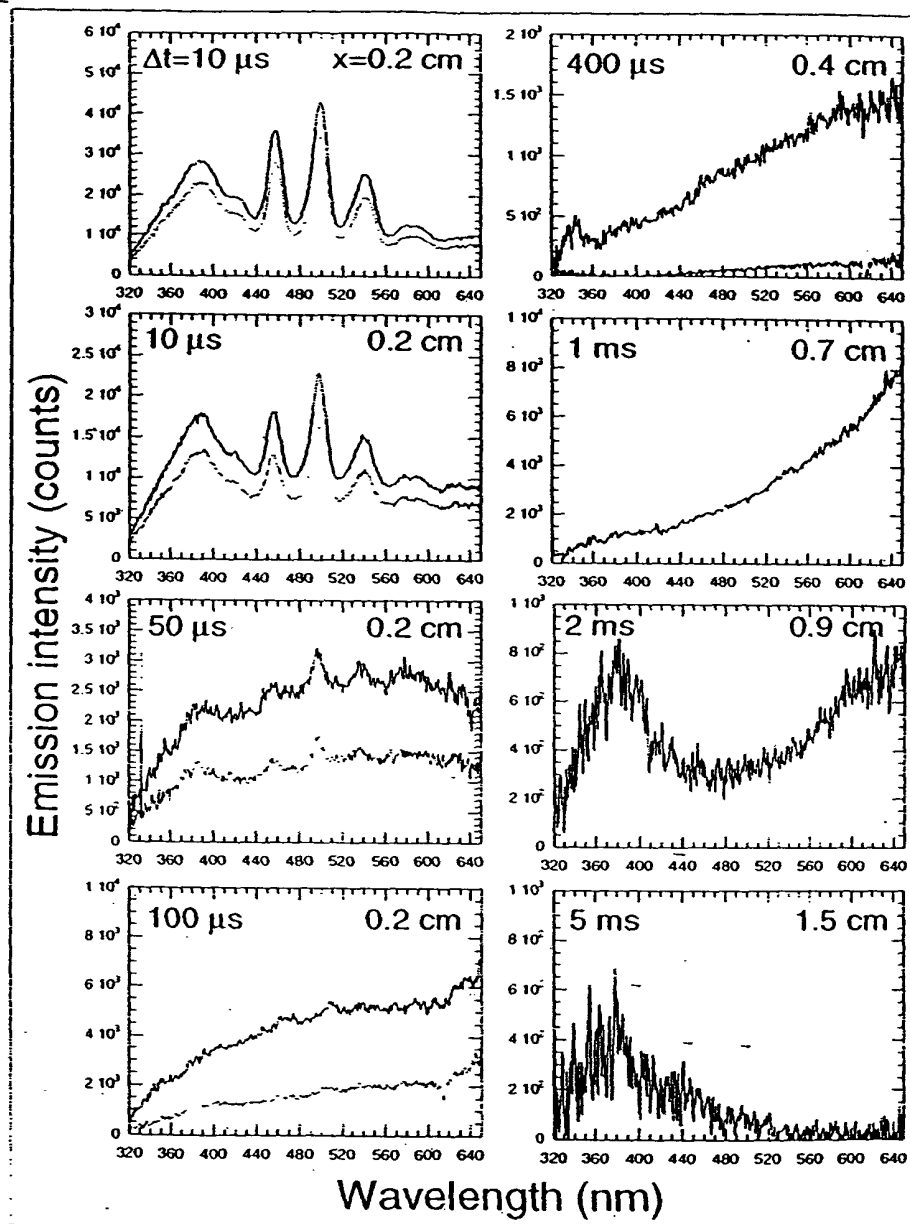 Emission intensity (counts)
Δt=10 µs x=0.2 cm
6 10⁴
5 10⁴
4 10⁴
3 10⁴
2 10⁴
1 10⁴
0
320 360 400 440 480 520 560 600 640
400 µs 0.4 cm
2 10³
1.5 10³
1 10³
5 10²
0
320 360 400 440 480 520 560 600 640
10 µs 0.2 cm
3 10⁴
2.5 10⁴
2 10⁴
1.5 10⁴
1 10⁴
5 10³
0
320 360 400 440 480 520 560 600 640
1 ms 0.7 cm
1 10⁴
8 10³
6 10³
4 10³
2 10³
0
320 360 400 440 480 520 560 600 640
50 µs 0.2 cm
4 10³
3.5 10³
3 10³
2.5 10³
2 10³
1.5 10³
1 10³
5 10²
0
320 360 400 440 480 520 560 600 640
2 ms 0.9 cm
1 10³
8 10²
6 10²
4 10²
2 10²
0
320 360 400 440 480 520 560 600 640
100 µs 0.2 cm
1 10⁴
8 10³
6 10³
4 10³
2 10³
0
320 360 400 440 480 520 560 600 640
5 ms 1.5 cm
1 10³
8 10²
6 10²
4 10²
2 10²
0
320 360 400 440 480 520 560 600 640
Wavelength (nm)